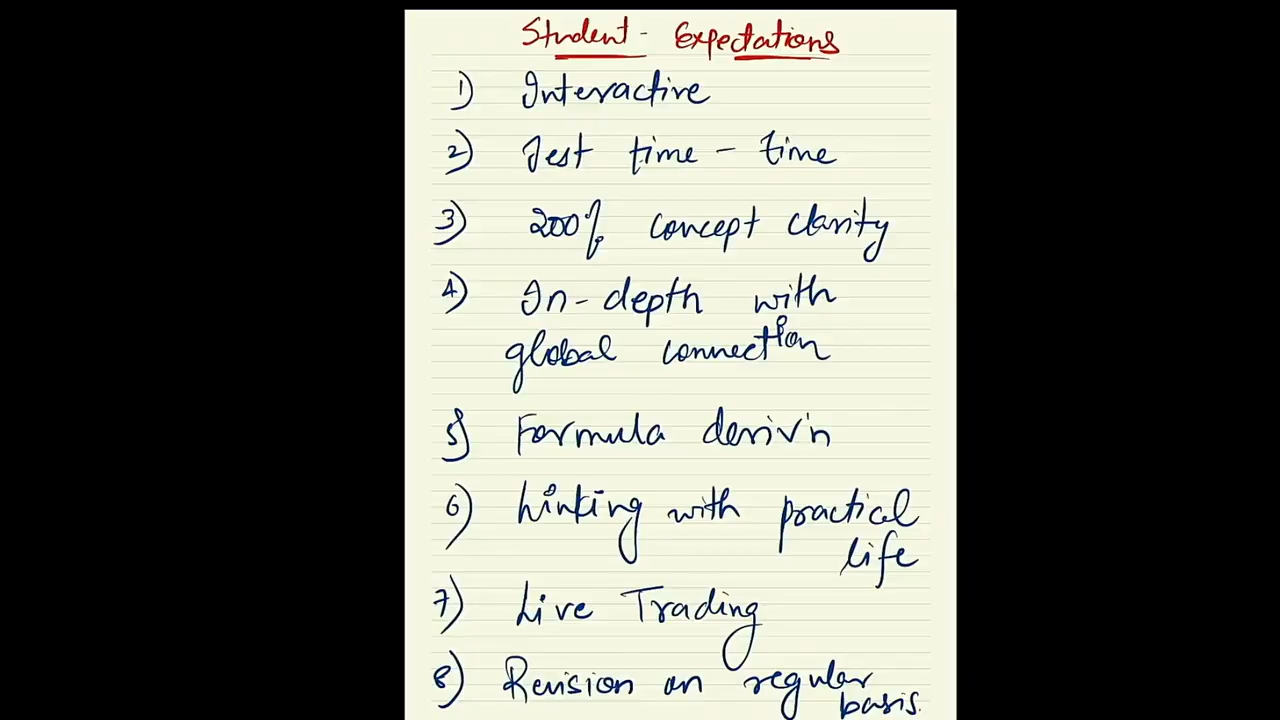 Student - Expectations
1) Interactive
2) Test time - time
3) 200% concept clarity
4) In-depth with
global connection
5) Formula deriv'n
6) Linking with practical
life
7) Live Trading
8) Revision on regular
basis.